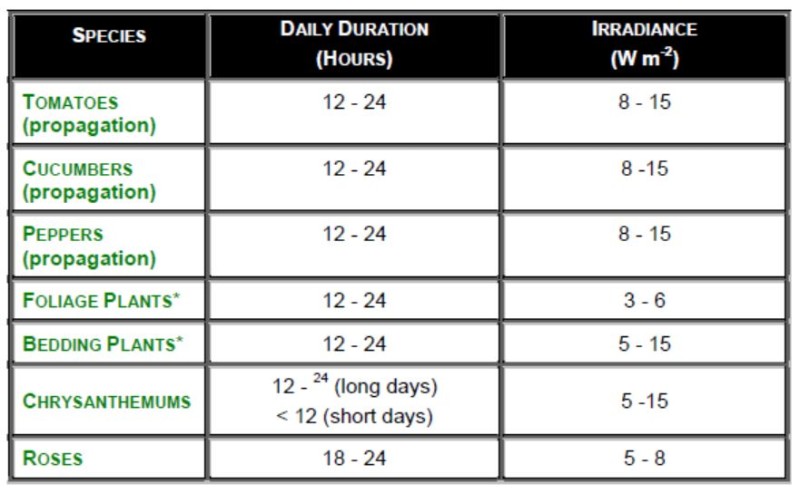 SPECIES
DAILY DURATION
(HOURS)
IRRADIANCE
(W m⁻²)
TOMATOES
(propagation)
12 - 24
8 - 15
CUCUMBERS
(propagation)
12 - 24
8 -15
PEPPERS
(propagation)
12 - 24
8 - 15
FOLIAGE PLANTS*
12 - 24
3 - 6
BEDDING PLANTS*
12 - 24
5 - 15
CHRYSANTHEMUMS
12 - ²⁴ (long days)
< 12 (short days)
5 -15
ROSES
18 - 24
5 - 8